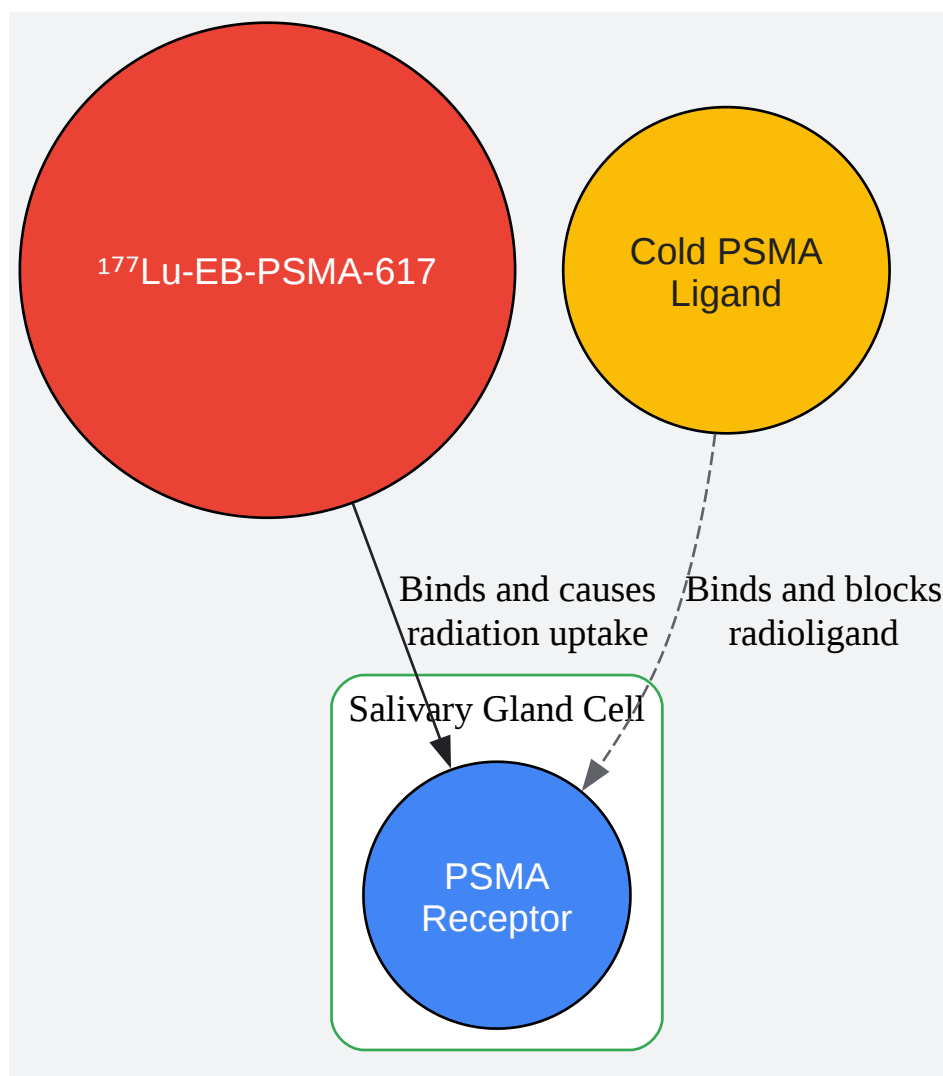 ¹⁷⁷Lu-EB-PSMA-617
Cold PSMA
Ligand
Binds and causes
radiation uptake
Binds and blocks
radioligand
Salivary Gland Cell
PSMA
Receptor